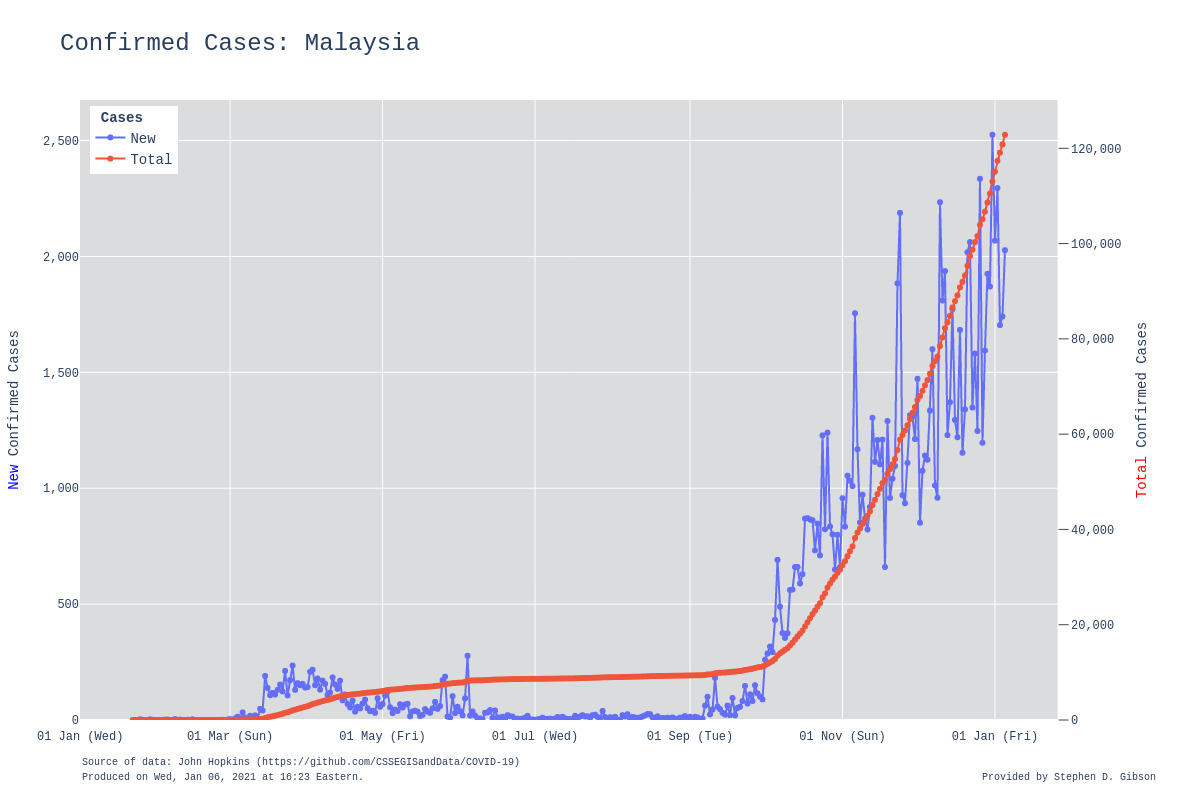 Confirmed Cases: Malaysia
Cases
New
Total
2,500
2,000
1,500
1,000
500
0
120,000
100,000
80,000
60,000
40,000
20,000
0
New Confirmed Cases
Total Confirmed Cases
01 Jan (Wed)
01 Mar (Sun)
01 May (Fri)
01 Jul (Wed)
01 Sep (Tue)
01 Nov (Sun)
01 Jan (Fri)
Source of data: John Hopkins (https://github.com/CSSEGISandData/COVID-19)
Produced on Wed, Jan 06, 2021 at 16:23 Eastern.
Provided by Stephen D. Gibson